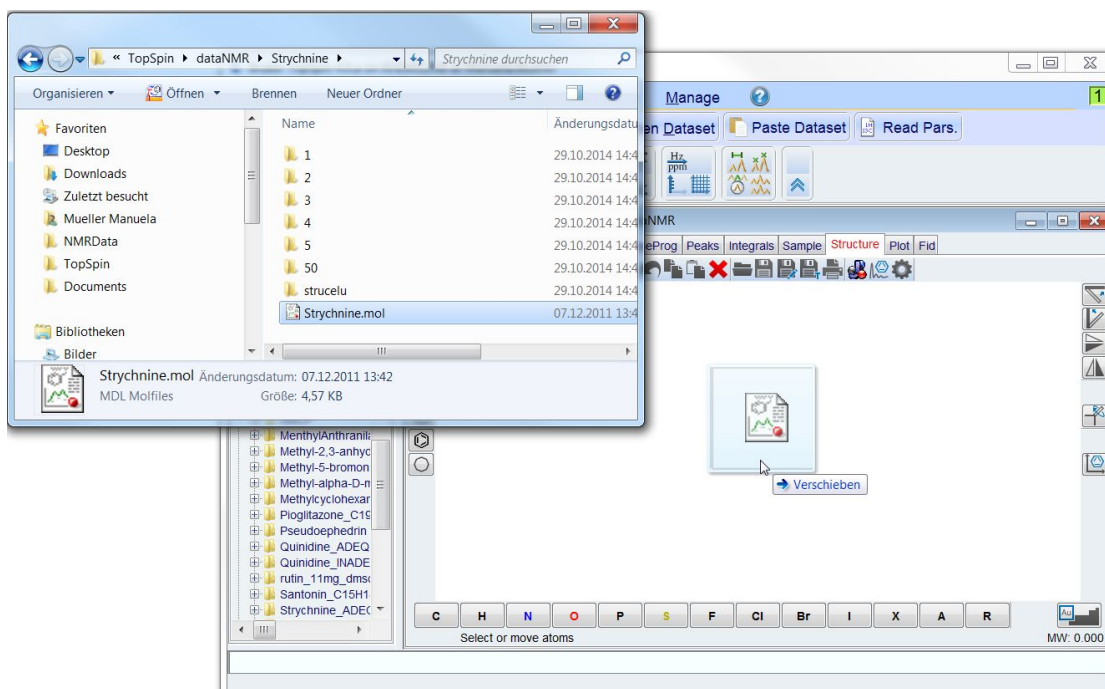 « TopSpin ▸ dataNMR ▸ Strychnine ▸
Strychnine durchsuchen
Organisieren
Öffnen
Brennen
Neuer Ordner
Favoriten
Desktop
Downloads
Zuletzt besucht
Mueller Manuela
NMRData
TopSpin
Documents
Bibliotheken
Bilder
Name
Änderungsdatu
1
29.10.2014 14:4
2
29.10.2014 14:4
3
29.10.2014 14:4
4
29.10.2014 14:4
5
29.10.2014 14:4
50
29.10.2014 14:4
strucelu
29.10.2014 14:4
Strychnine.mol
07.12.2011 13:4
Strychnine.mol Änderungsdatum: 07.12.2011 13:42
MDL Molfiles Größe: 4,57 KB
Manage
1
en Dataset
Paste Dataset
Read Pars.
Hz
ppm
aNMR
eProg Peaks Integrals Sample Structure Plot Fid
MenthylAnthranila
Methyl-2,3-anhyd
Methyl-5-bromon
Methyl-alpha-D-m
Methylcyclohexan
Pioglitazone_C19
Pseudoephedrin
Quinidine_ADEQ
Quinidine_INADE
rutin_11mg_dmso
Santonin_C15H1
Strychnine_ADEQ
Verschieben
C H N O P S F Cl Br I X A R
Au
Select or move atoms
MW: 0.000